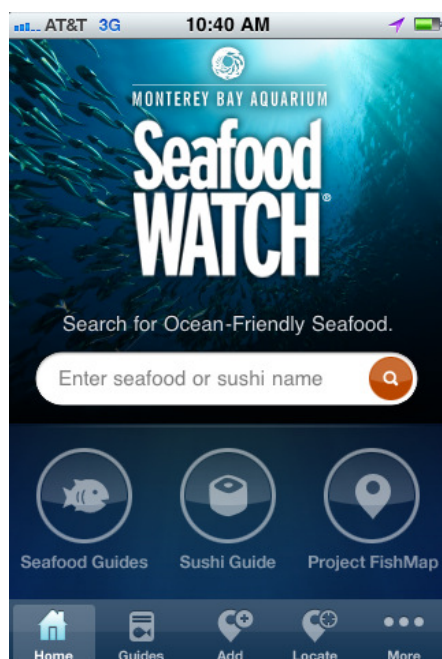 AT&T 3G 10:40 AM
MONTEREY BAY AQUARIUM
Seafood
WATCH®
Search for Ocean-Friendly Seafood.
Enter seafood or sushi name
Seafood Guides Sushi Guide Project FishMap
Home Guides Add Locate More